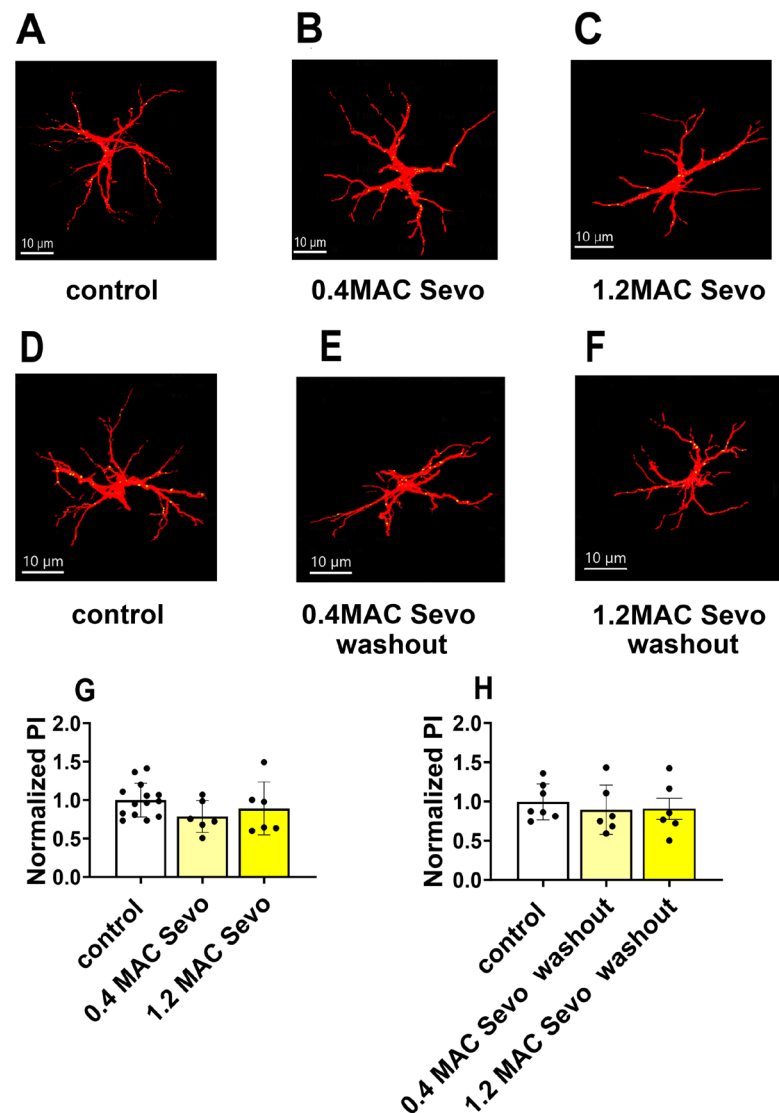 A
B
C
10 µm
10 µm
10 µm
control
0.4MAC Sevo
1.2MAC Sevo
D
E
F
10 µm
10 µm
10 µm
control
0.4MAC Sevo
washout
1.2MAC Sevo
washout
G
Normalized PI
2.0
1.5
1.0
0.5
0.0
control
0.4 MAC Sevo
1.2 MAC Sevo
H
Normalized PI
2.0
1.5
1.0
0.5
0.0
control
0.4 MAC Sevo washout
1.2 MAC Sevo washout